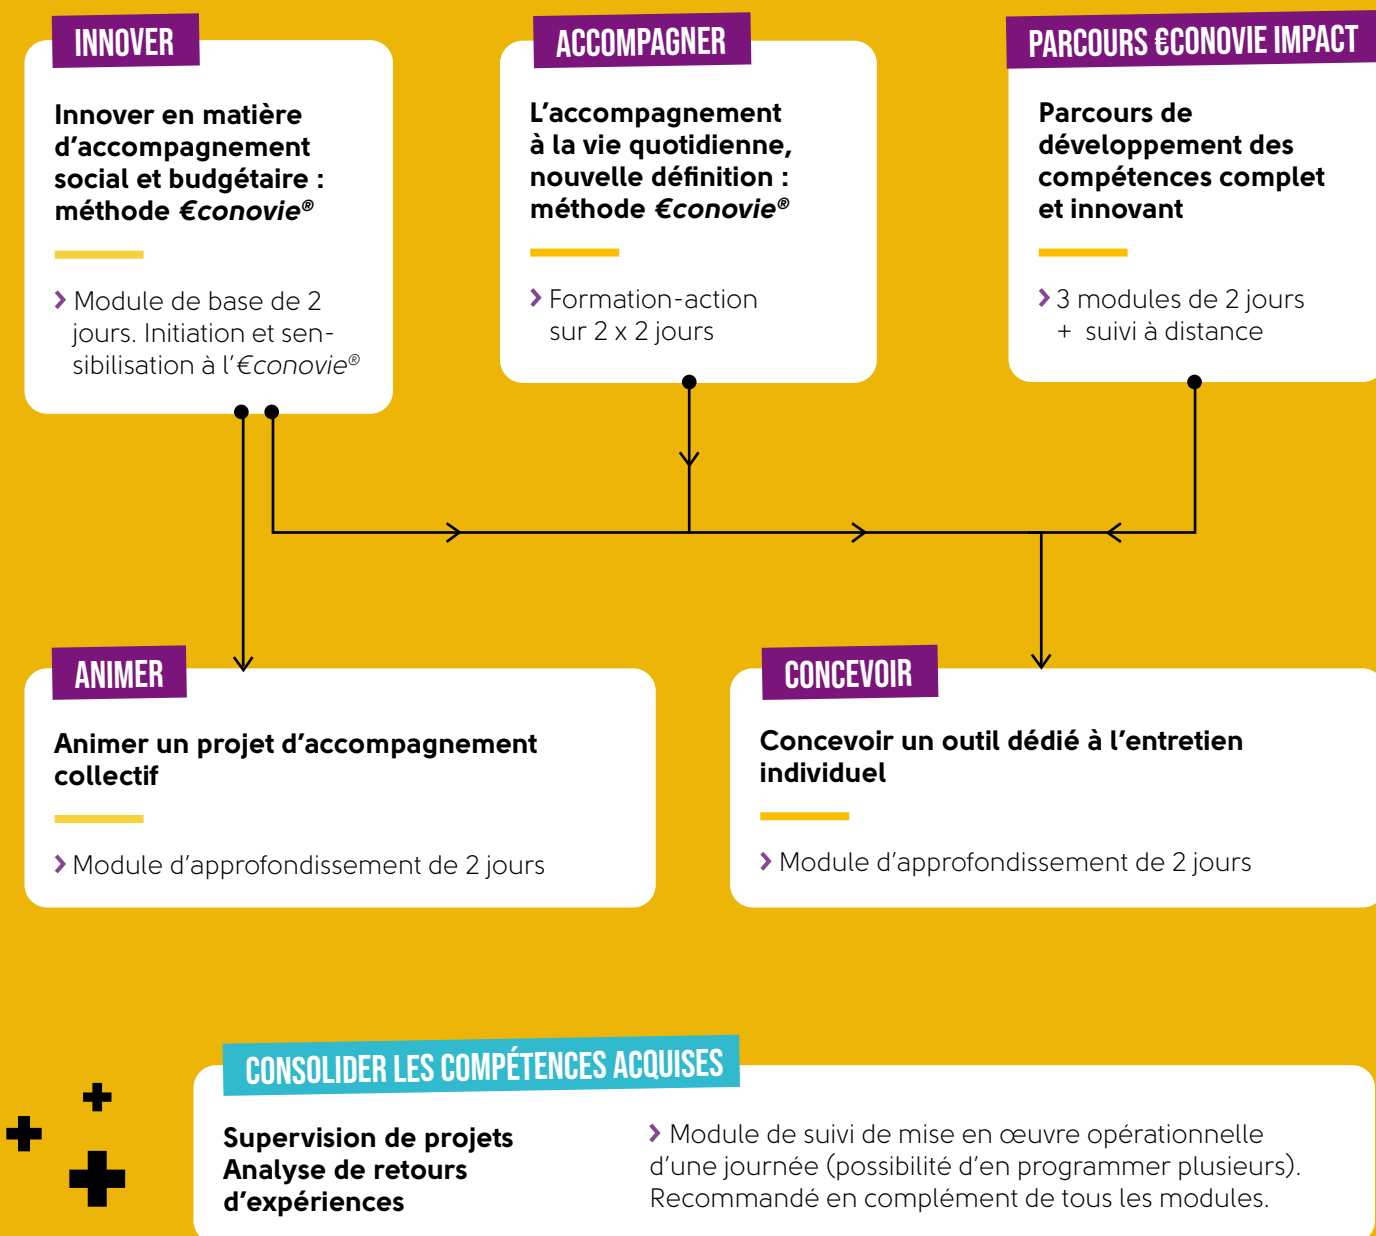 INNOVER
Innover en matière
d'accompagnement
social et budgétaire :
méthode €conovie®
Module de base de 2
jours. Initiation et sen-
sibilisation à l'€conovie®
ACCOMPAGNER
L'accompagnement
à la vie quotidienne,
nouvelle définition :
méthode €conovie®
Formation-action
sur 2 x 2 jours
PARCOURS €CONOVIE IMPACT
Parcours de
développement des
compétences complet
et innovant
3 modules de 2 jours
+ suivi à distance
ANIMER
Animer un projet d'accompagnement
collectif
Module d'approfondissement de 2 jours
CONCEVOIR
Concevoir un outil dédié à l'entretien
individuel
Module d'approfondissement de 2 jours
CONSOLIDER LES COMPÉTENCES ACQUISES
Supervision de projets
Analyse de retours
d'expériences
Module de suivi de mise en œuvre opérationnelle
d'une journée (possibilité d'en programmer plusieurs).
Recommandé en complément de tous les modules.